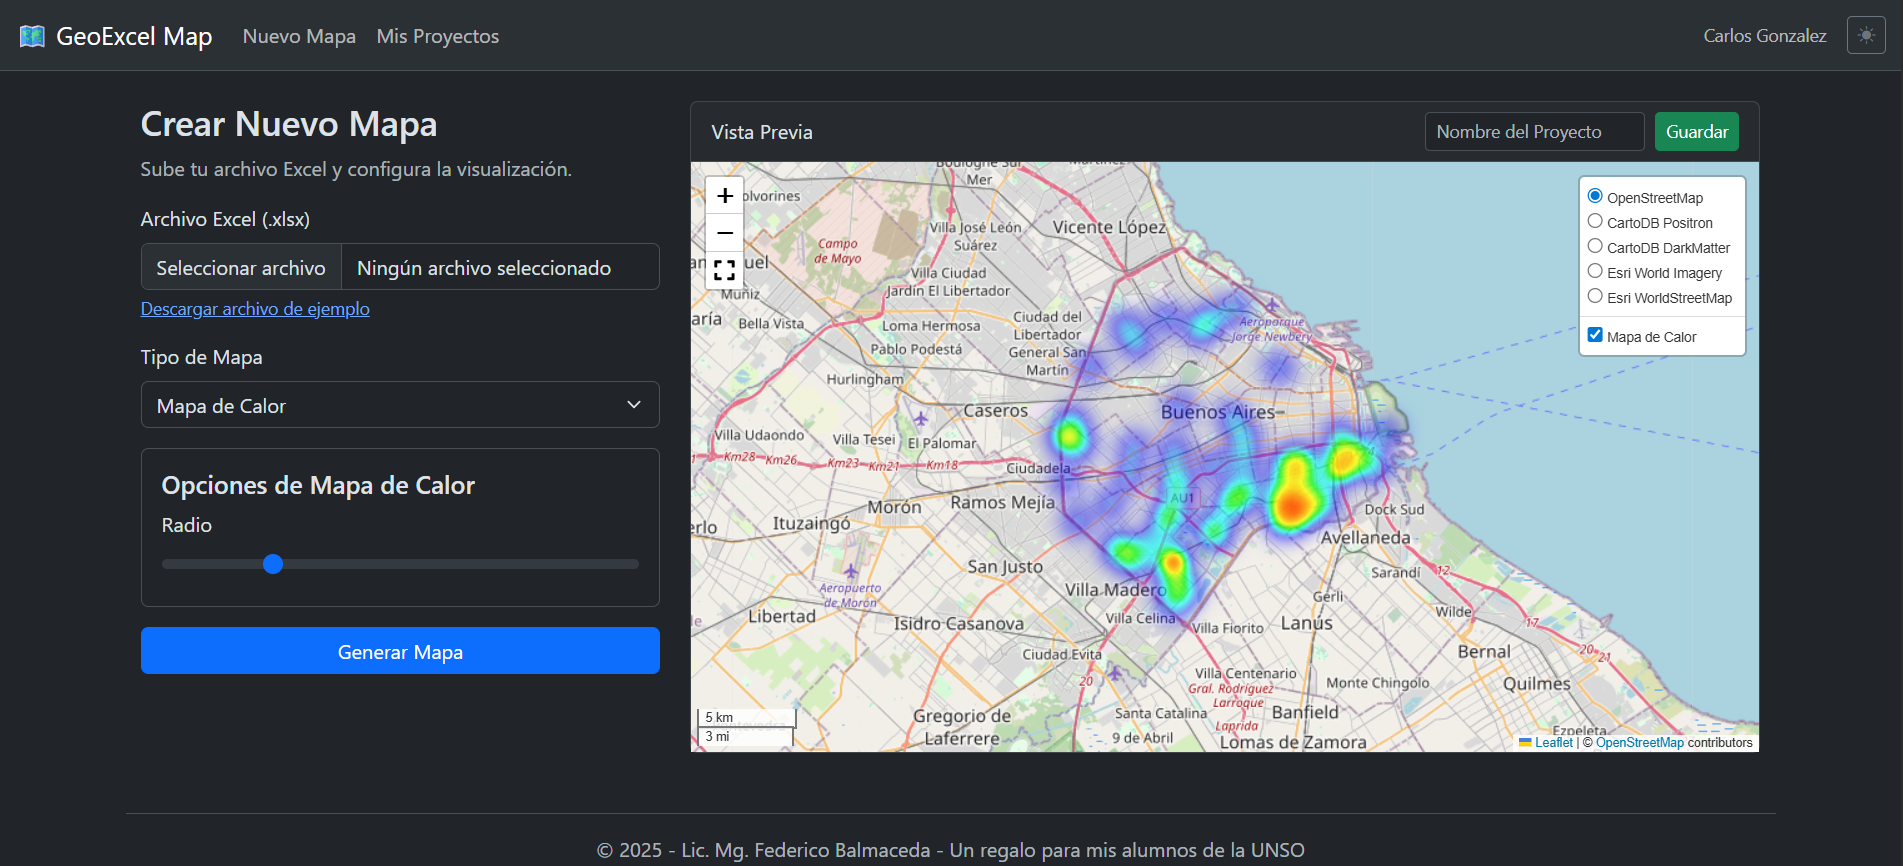 GeoExcel Map
Nuevo Mapa
Mis Proyectos
Carlos Gonzalez
Crear Nuevo Mapa
Sube tu archivo Excel y configura la visualización.
Archivo Excel (.xlsx)
Seleccionar archivo
Ningún archivo seleccionado
Descargar archivo de ejemplo
Tipo de Mapa
Mapa de Calor
Opciones de Mapa de Calor
Radio
Generar Mapa
Vista Previa
Nombre del Proyecto
Guardar
+
−
OpenStreetMap
CartoDB Positron
CartoDB DarkMatter
Esri World Imagery
Esri WorldStreetMap
Mapa de Calor
Boulogne Sur
Mer
Martínez
olvorines
Campo
de Mayo
Villa José León
Suárez
Vicente López
uel
Muñiz
Villa Ciudad
Jardín El Libertador
aría
Bella Vista
Loma Hermosa
Ciudad del
Libertador
General San
Martín
Aeroparque
Jorge Newbery
Pablo Podestá
Hurlingham
Caseros
Buenos Aires
Villa Udaondo
Villa Tesei
El Palomar
Km28
Km26
Km23
Km21
Km18
Ciudadela
4
AU1
Morón
Ramos Mejía
Dock Sud
erlo
Ituzaingó
Avellaneda
San Justo
Sarandí
12
Aeropuerto
de Morón
Villa Madero
Gerli
Wilde
le
Libertad
Isidro Casanova
Villa Celina
Villa Fiorito
Lanús
17
Ciudad Evita
Bernal
20
21
20
Villa Centenario
Gral. Rodríguez
Larroque
Monte Chingolo
Quilmes
Gregorio de
Laferrere
Santa Catalina
Laprida
Banfield
9 de Abril
Lomas de Zamora
Ezpeleta
5 km
3 mi
Leaflet | © OpenStreetMap contributors
© 2025 - Lic. Mg. Federico Balmaceda - Un regalo para mis alumnos de la UNSO